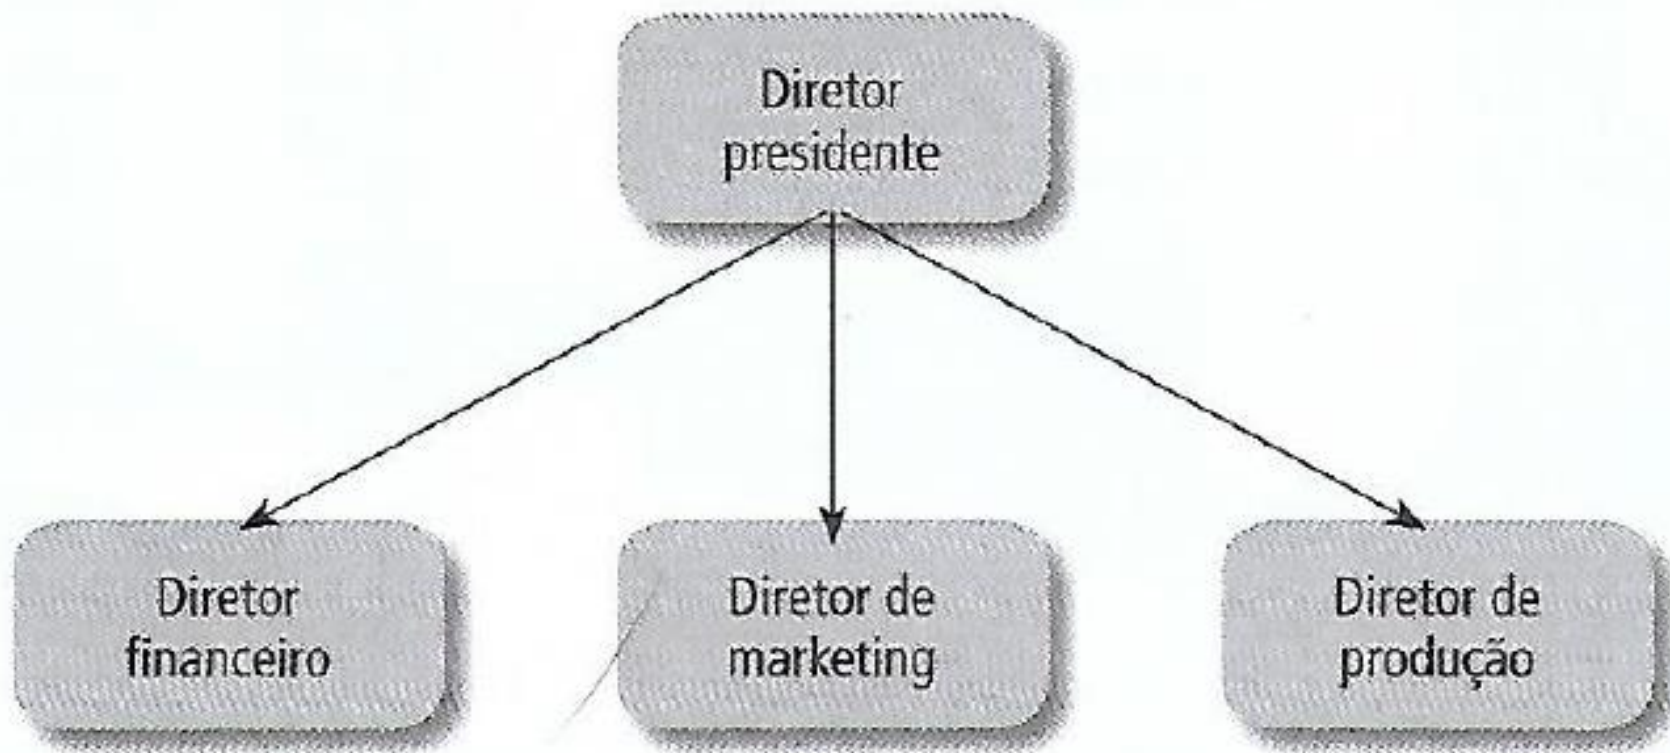 Diretor
presidente
Diretor
financeiro
Diretor de
marketing
Diretor de
produção